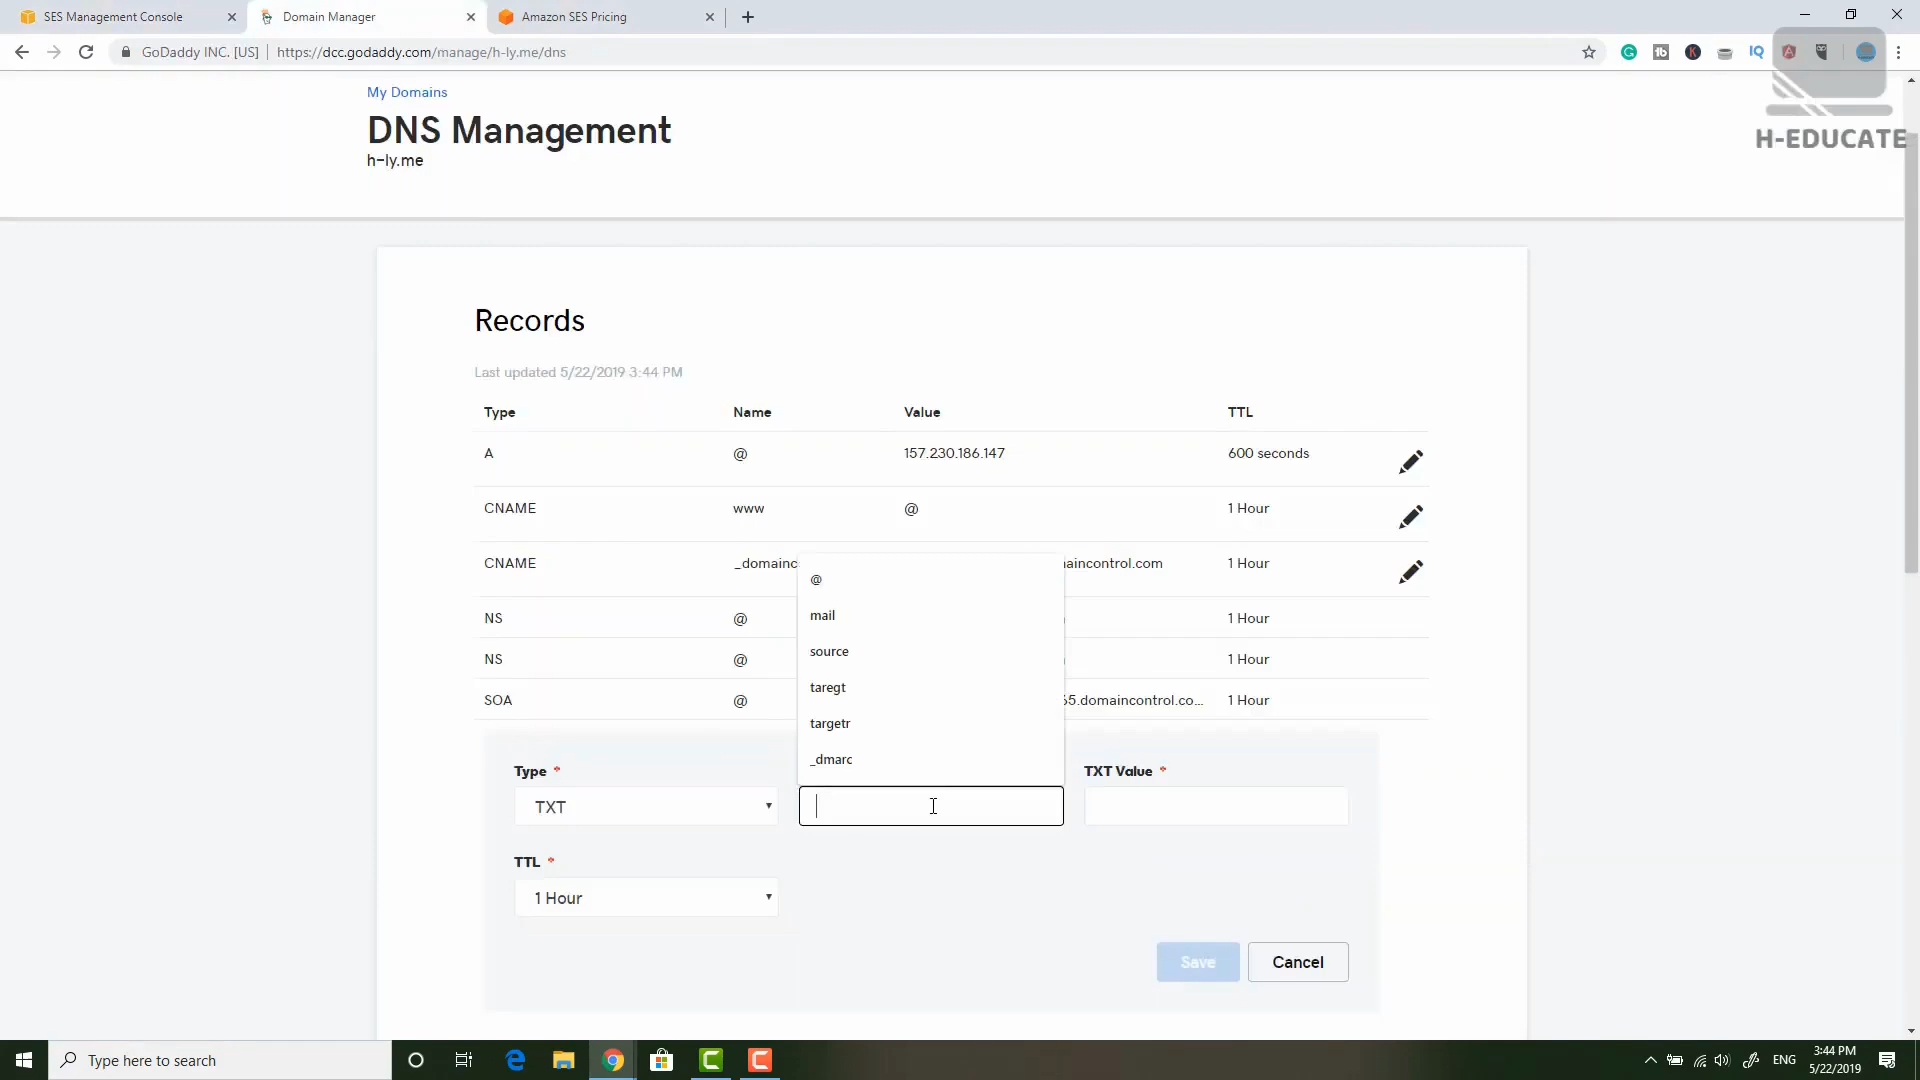 SES Management Console
Domain Manager
Amazon SES Pricing
GoDaddy INC. [US]
https://dcc.godaddy.com/manage/h-ly.me/dns
My Domains
DNS Management
h-ly.me
H-EDUCATE
Records
Last updated 5/22/2019 3:44 PM
Type Name Value TTL
A @ 157.230.186.147 600 seconds
CNAME www @ 1 Hour
CNAME _domainc aincontrol.com 1 Hour
NS @ 1 Hour
NS @ 1 Hour
SOA @ 65.domaincontrol.co... 1 Hour
@
mail
source
taregt
targetr
_dmarc
Type * TXT Value *
TXT
TTL *
1 Hour
Save Cancel
Type here to search
ENG
3:44 PM
5/22/2019